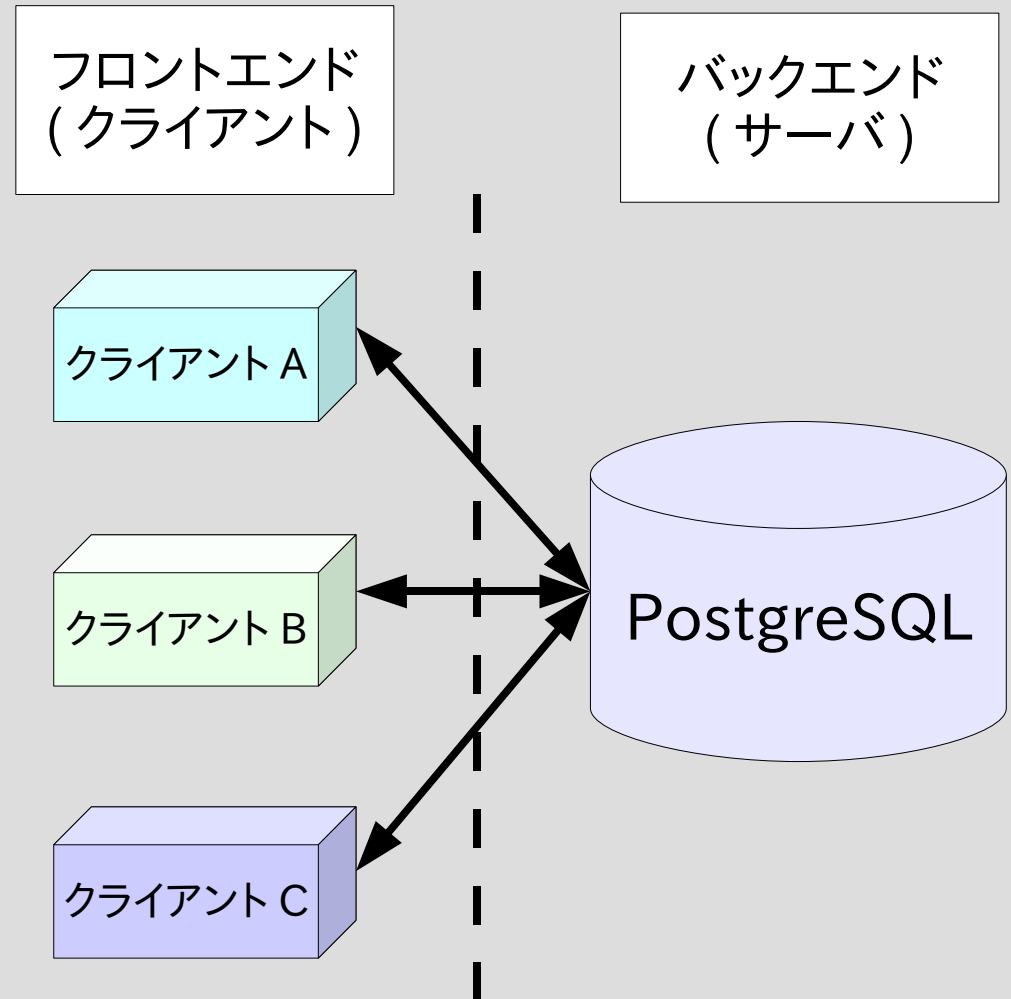 フロントエンド
(クライアント)
バックエンド
(サーバ)
クライアント A
クライアント B
PostgreSQL
クライアント C